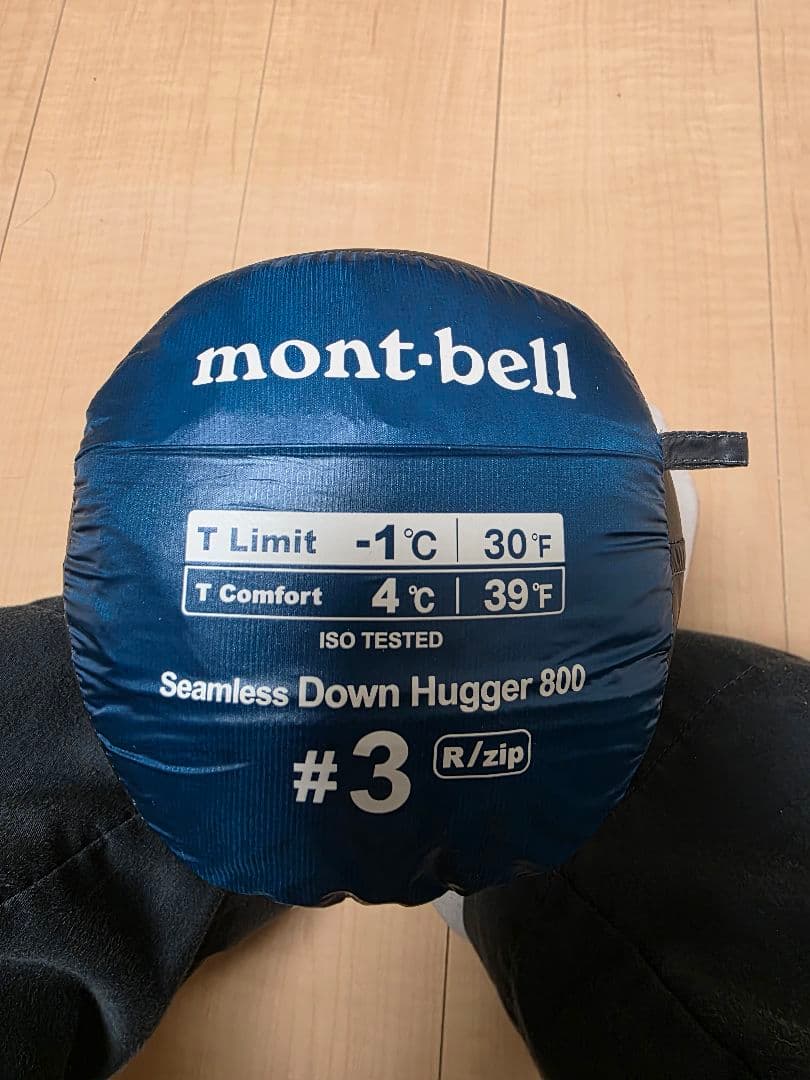 mont·bell
T Limit -1℃ | 30°F
T Comfort 4℃ | 39°F
ISO TESTED
Seamless Down Hugger 800
#3 R/zip